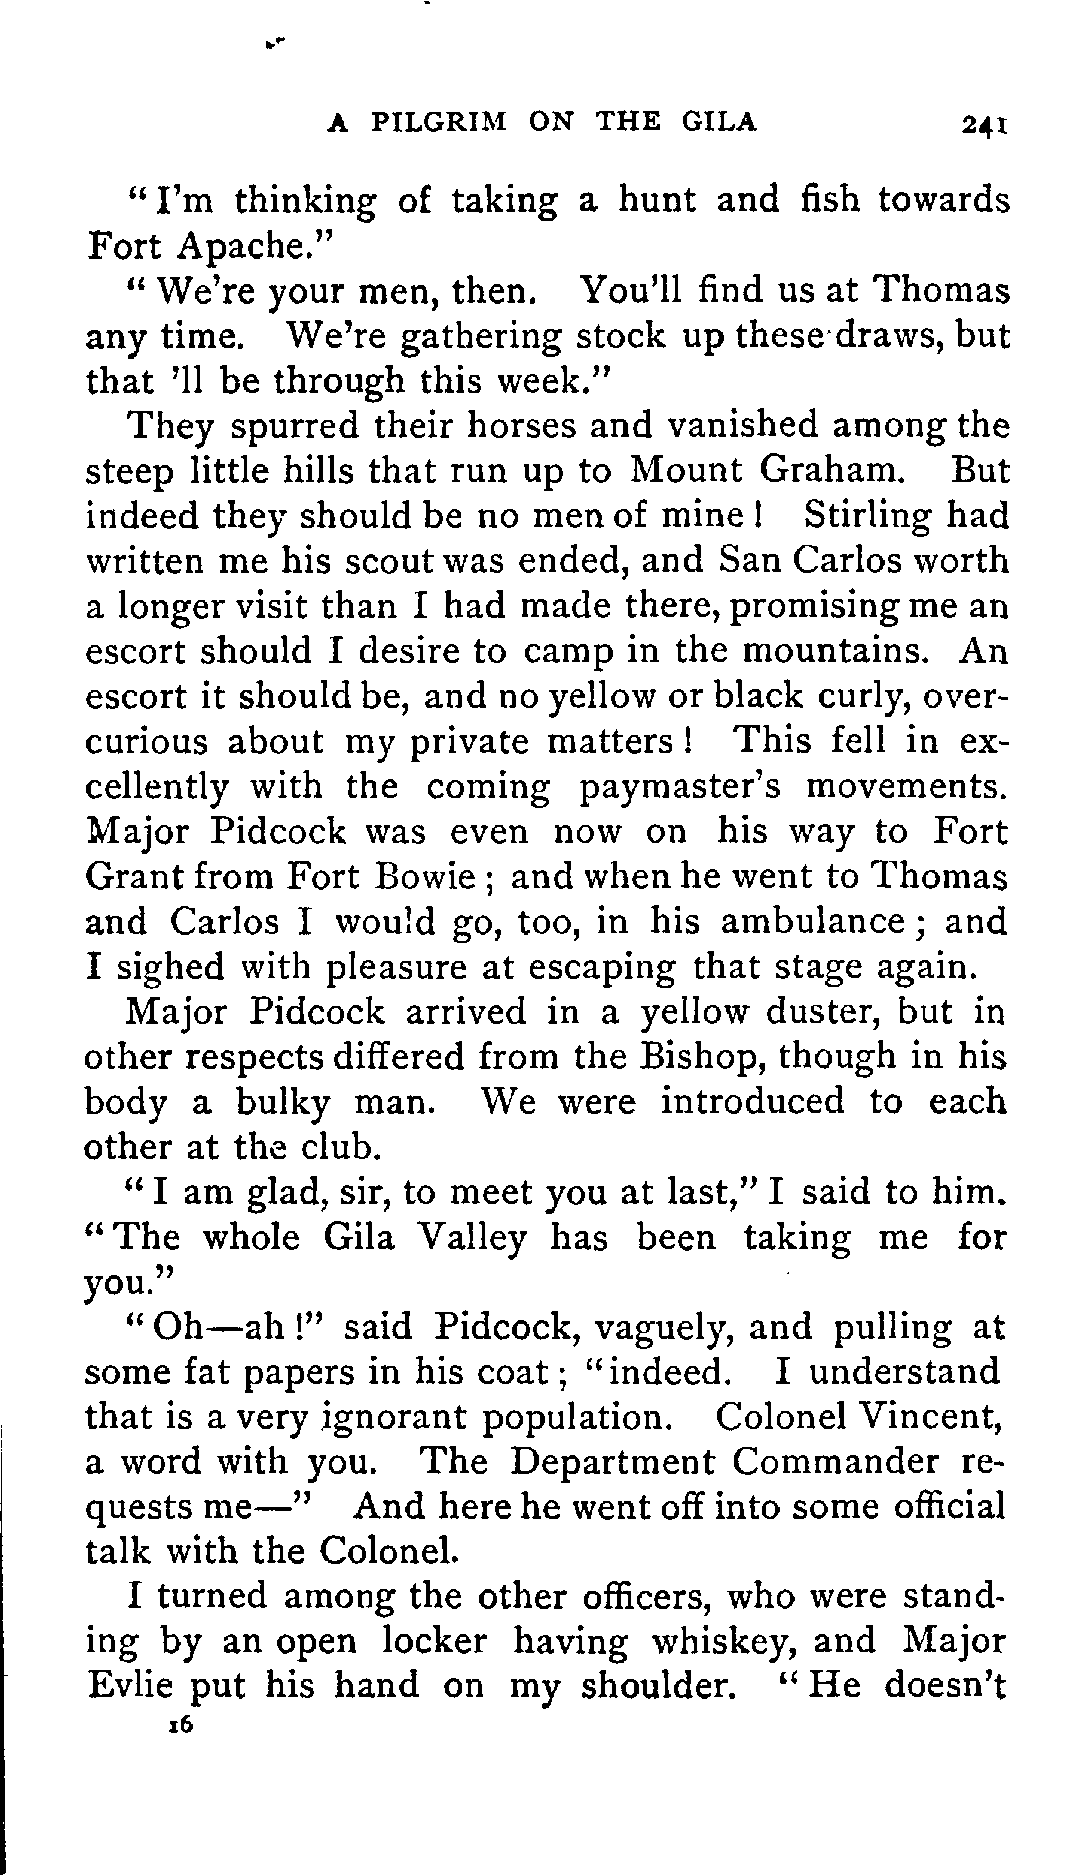 A PILGRIM ON THE GILA 241
“I’m thinking of taking a hunt and fish towards
Fort Apache.”
“We’re your men, then. You’ll find us at Thomas
any time. We’re gathering stock up these draws, but
that ’ll be through this week.”
They spurred their horses and vanished among the
steep little hills that run up to Mount Graham. But
indeed they should be no men of mine! Stirling had
written me his scout was ended, and San Carlos worth
a longer visit than I had made there, promising me an
escort should I desire to camp in the mountains. An
escort it should be, and no yellow or black curly, over-
curious about my private matters! This fell in ex-
cellently with the coming paymaster’s movements.
Major Pidcock was even now on his way to Fort
Grant from Fort Bowie; and when he went to Thomas
and Carlos I would go, too, in his ambulance; and
I sighed with pleasure at escaping that stage again.
Major Pidcock arrived in a yellow duster, but in
other respects differed from the Bishop, though in his
body a bulky man. We were introduced to each
other at the club.
“I am glad, sir, to meet you at last,” I said to him.
“The whole Gila Valley has been taking me for
you.”
“Oh—ah!” said Pidcock, vaguely, and pulling at
some fat papers in his coat; “indeed. I understand
that is a very ignorant population. Colonel Vincent,
a word with you. The Department Commander re-
quests me—” And here he went off into some official
talk with the Colonel.
I turned among the other officers, who were stand-
ing by an open locker having whiskey, and Major
Evlie put his hand on my shoulder. “He doesn’t
16